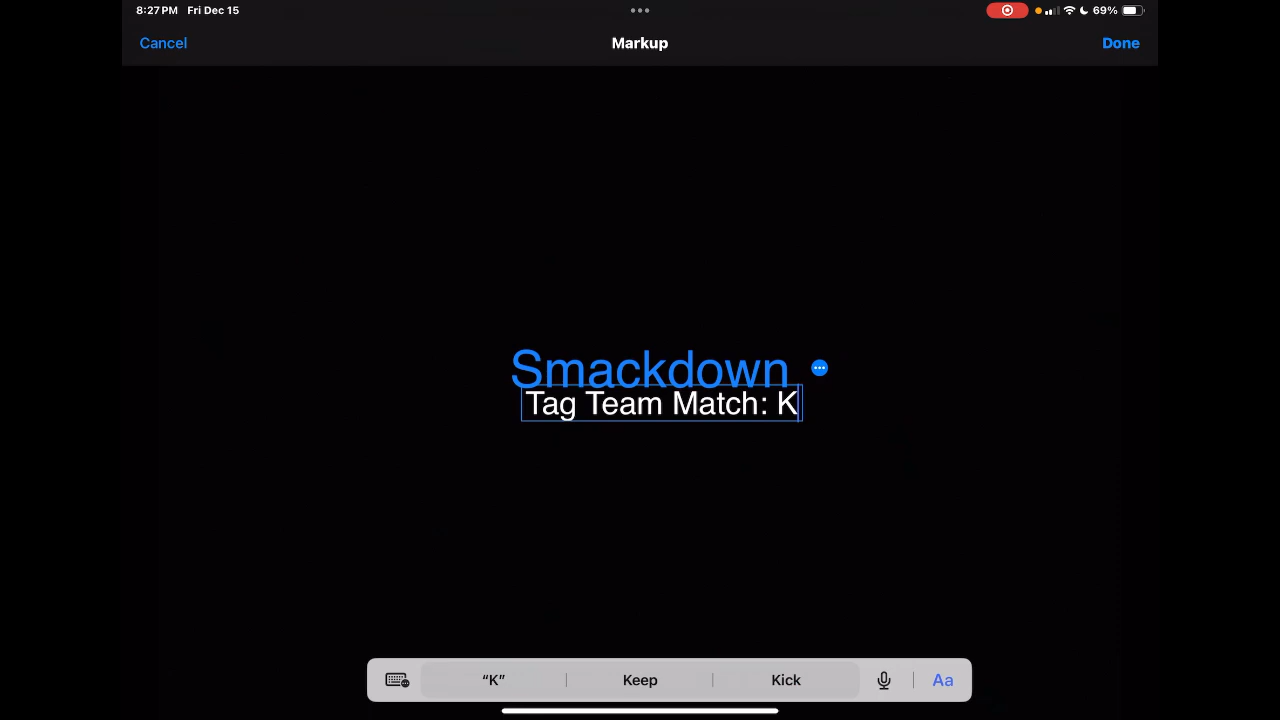 8:27 PM Fri Dec 15
69%
Cancel
Markup
Done
Smackdown
Tag Team Match: K
“K”
Keep
Kick
Aa